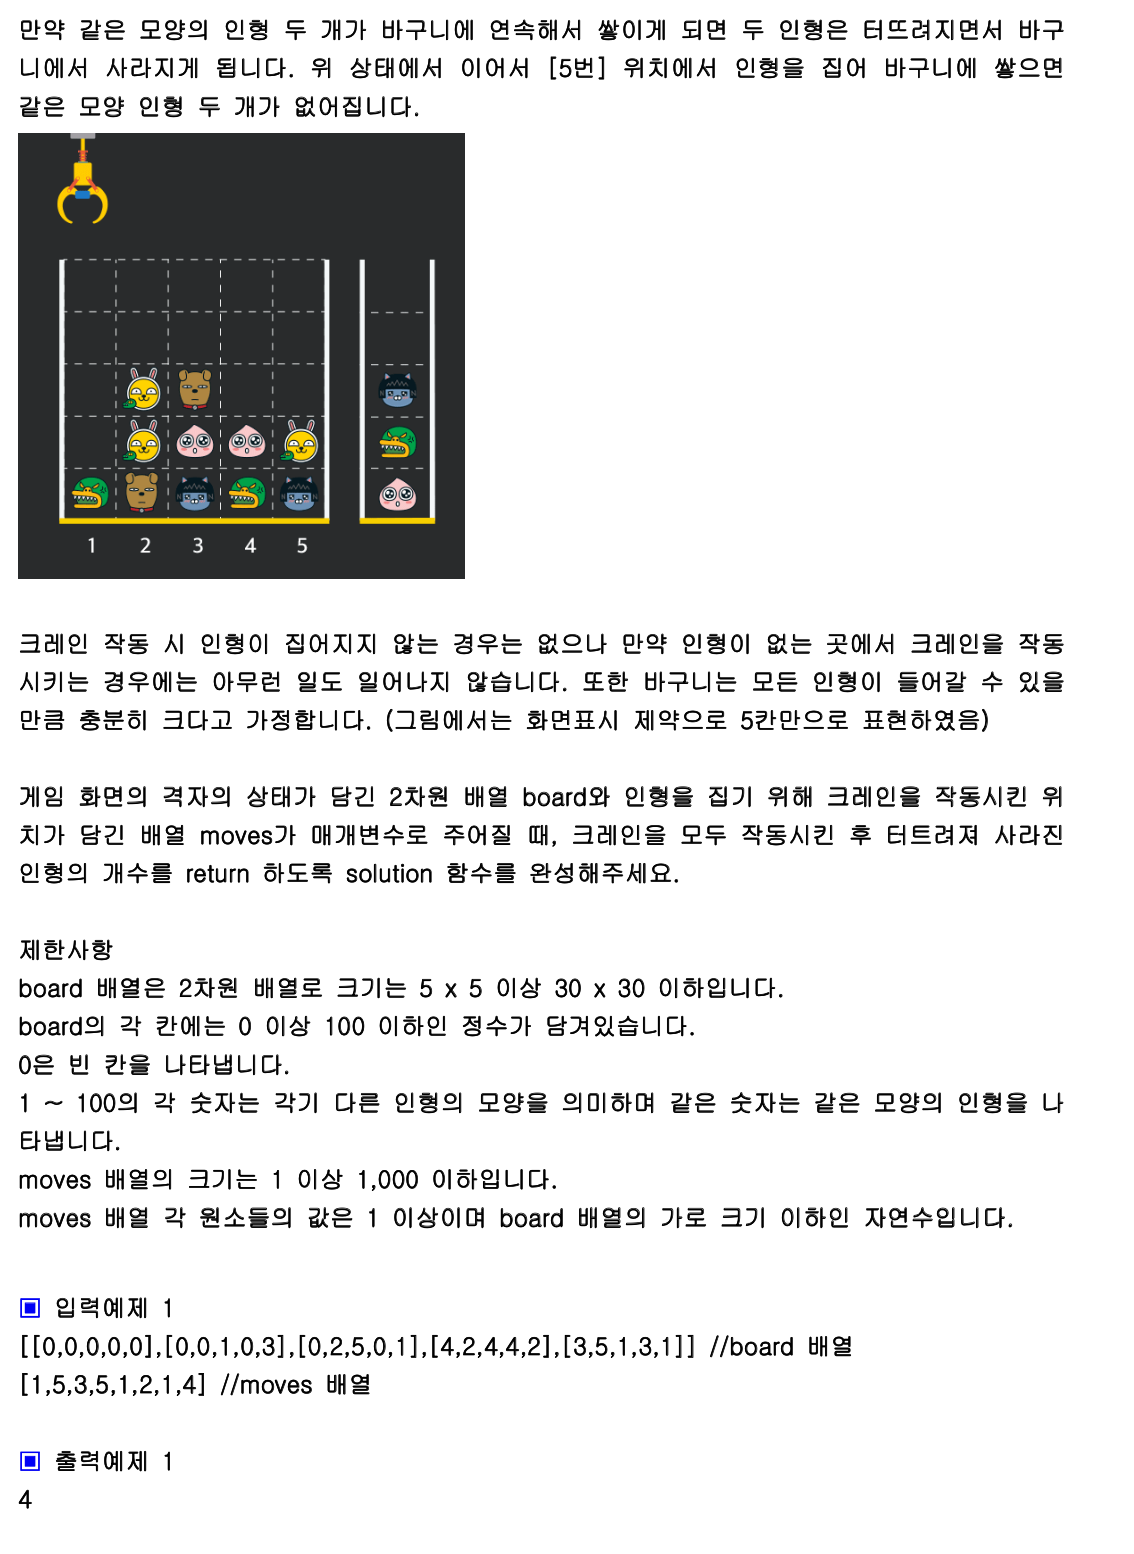 만약 같은 모양의 인형 두 개가 바구니에 연속해서 쌓이게 되면 두 인형은 터뜨려지면서 바구
니에서 사라지게 됩니다. 위 상태에서 이어서 [5번] 위치에서 인형을 집어 바구니에 쌓으면
같은 모양 인형 두 개가 없어집니다.
1 2 3 4 5
크레인 작동 시 인형이 집어지지 않는 경우는 없으나 만약 인형이 없는 곳에서 크레인을 작동
시키는 경우에는 아무런 일도 일어나지 않습니다. 또한 바구니는 모든 인형이 들어갈 수 있을
만큼 충분히 크다고 가정합니다. (그림에서는 화면표시 제약으로 5칸만으로 표현하였음)
게임 화면의 격자의 상태가 담긴 2차원 배열 board와 인형을 집기 위해 크레인을 작동시킨 위
치가 담긴 배열 moves가 매개변수로 주어질 때, 크레인을 모두 작동시킨 후 터트려져 사라진
인형의 개수를 return 하도록 solution 함수를 완성해주세요.
제한사항
board 배열은 2차원 배열로 크기는 5 x 5 이상 30 x 30 이하입니다.
board의 각 칸에는 0 이상 100 이하인 정수가 담겨있습니다.
0은 빈 칸을 나타냅니다.
1 ~ 100의 각 숫자는 각기 다른 인형의 모양을 의미하며 같은 숫자는 같은 모양의 인형을 나
타냅니다.
moves 배열의 크기는 1 이상 1,000 이하입니다.
moves 배열 각 원소들의 값은 1 이상이며 board 배열의 가로 크기 이하인 자연수입니다.
▣ 입력예제 1
[[0,0,0,0,0],[0,0,1,0,3],[0,2,5,0,1],[4,2,4,4,2],[3,5,1,3,1]] //board 배열
[1,5,3,5,1,2,1,4] //moves 배열
▣ 출력예제 1
4